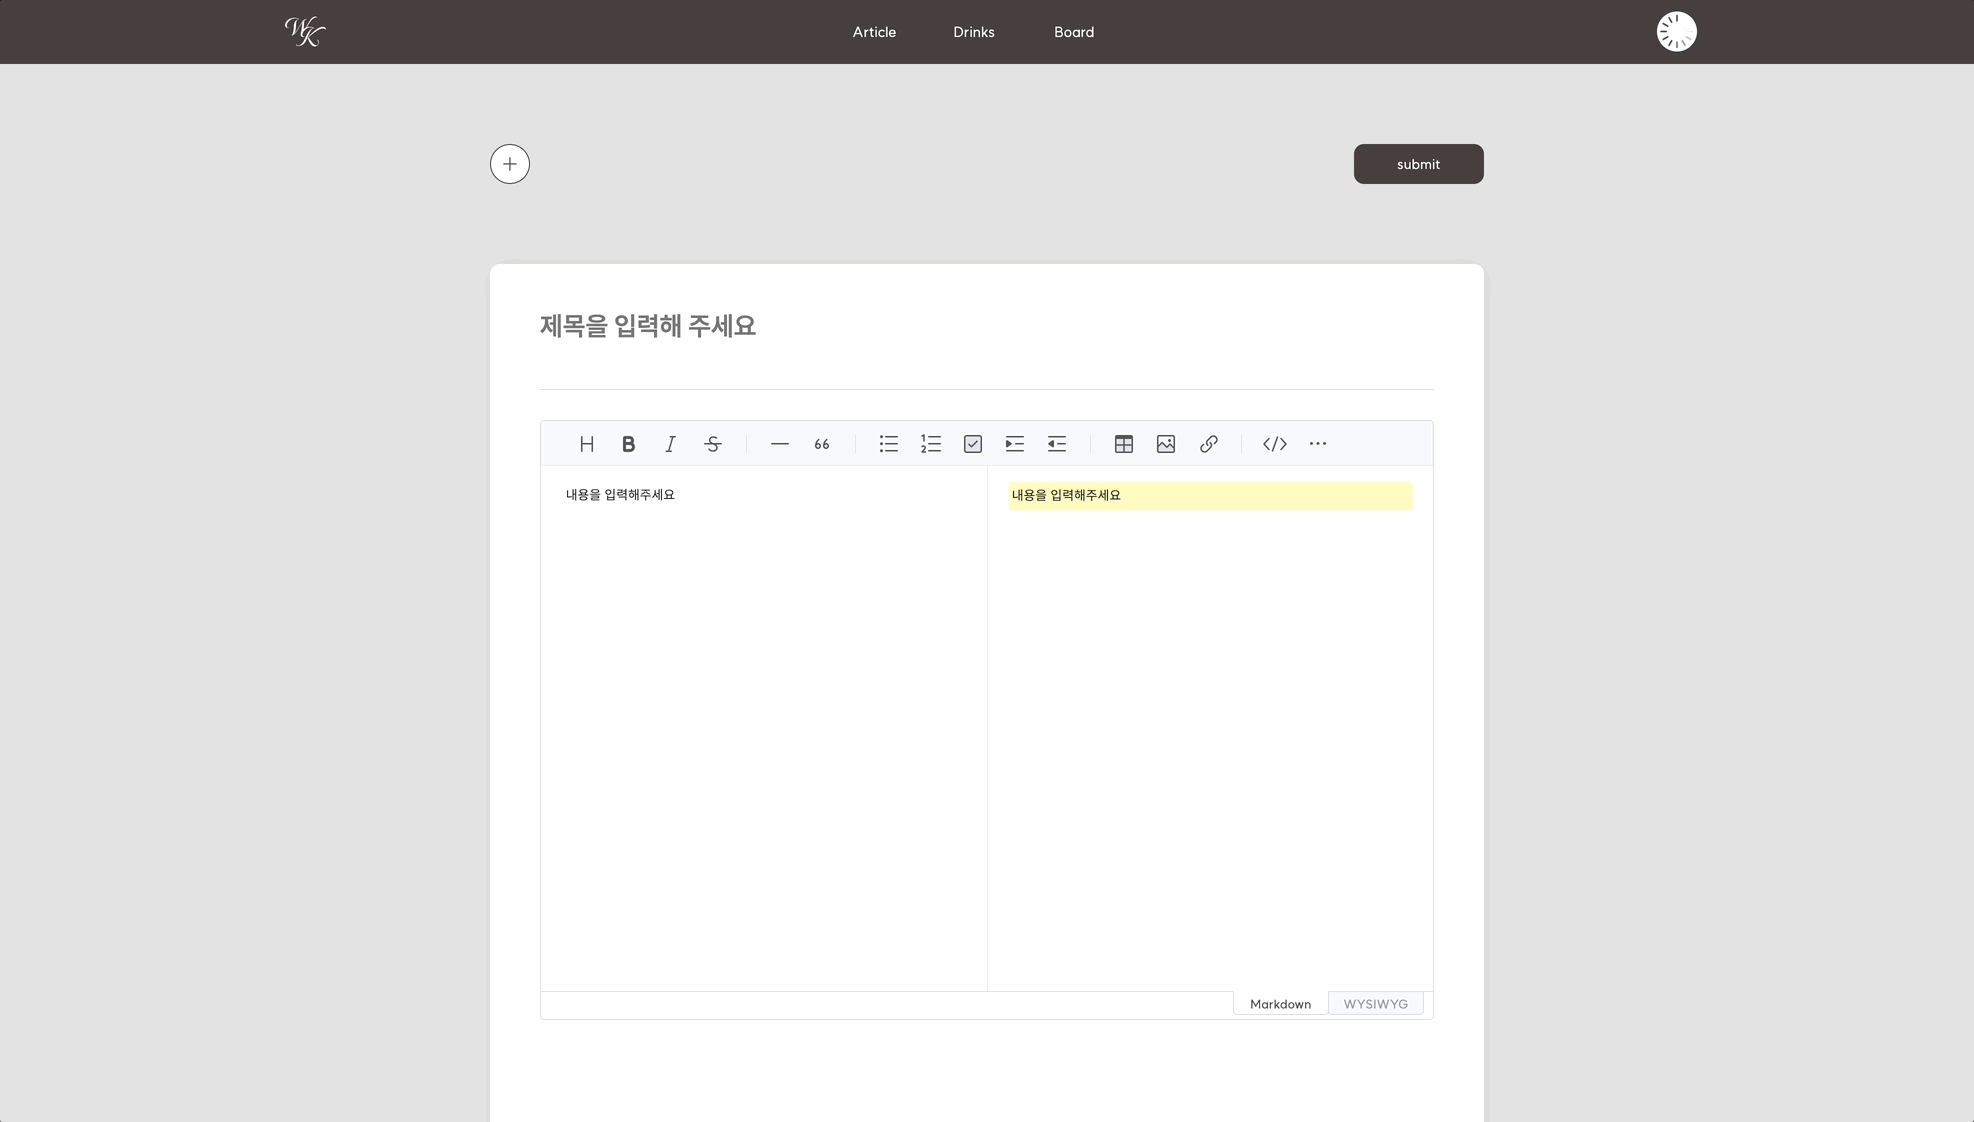 WK
Article Drinks Board
submit
제목을 입력해 주세요
H B I S 66 </> ...
내용을 입력해주세요
내용을 입력해주세요
Markdown WYSIWYG